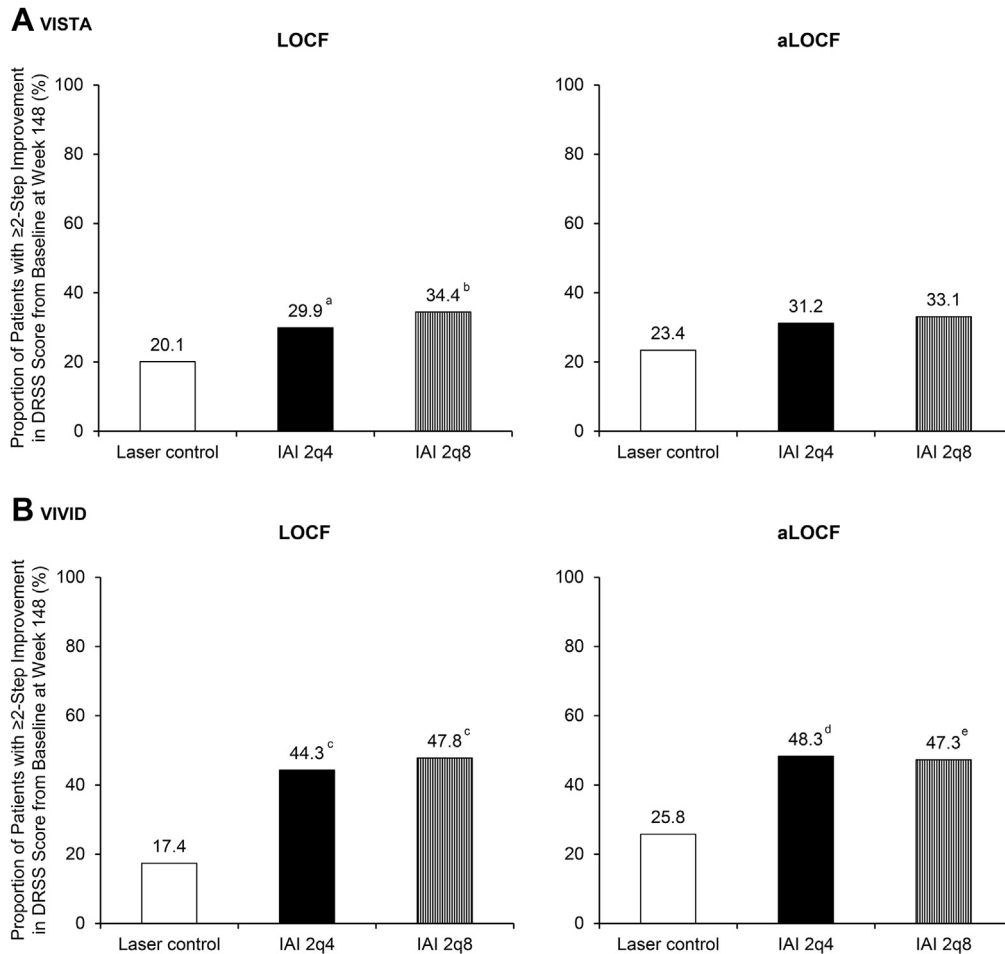 A VISTA
LOCF
Proportion of Patients with ≥2-Step Improvement
in DRSS Score from Baseline at Week 148 (%)
100
80
60
40
20
0
20.1
29.9 a
34.4 b
Laser control
IAI 2q4
IAI 2q8
aLOCF
100
80
60
40
20
0
23.4
31.2
33.1
Laser control
IAI 2q4
IAI 2q8
B VIVID
LOCF
Proportion of Patients with ≥2-Step Improvement
in DRSS Score from Baseline at Week 148 (%)
100
80
60
40
20
0
17.4
44.3 c
47.8 c
Laser control
IAI 2q4
IAI 2q8
aLOCF
100
80
60
40
20
0
25.8
48.3 d
47.3 e
Laser control
IAI 2q4
IAI 2q8